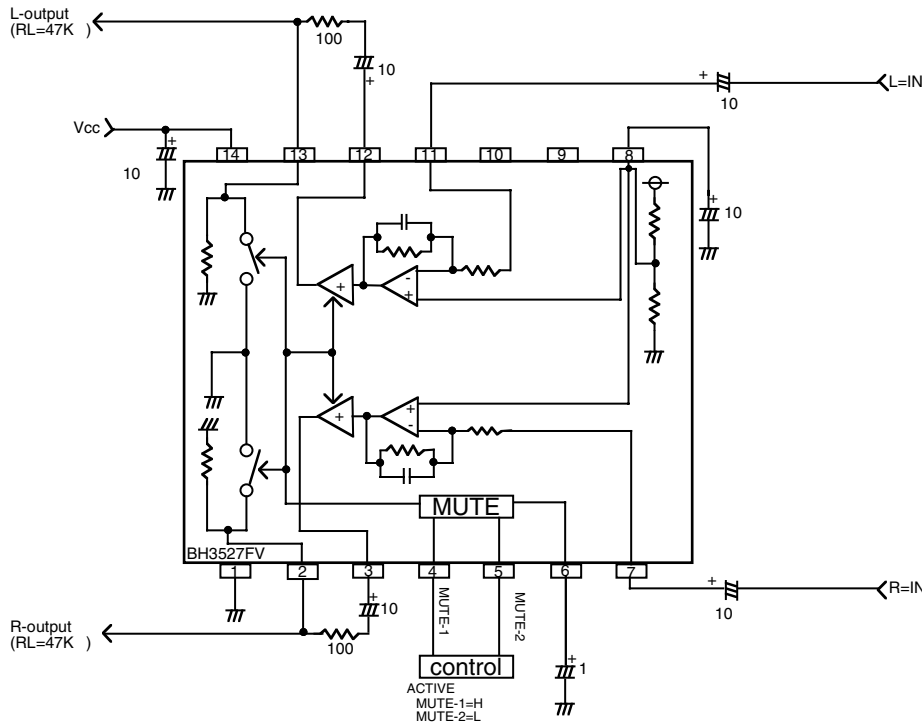 L-output
(RL=47K )
100
10
+
+
10
L=IN
Vcc
+
10
14
13
12
11
10
9
8
+
10
+
-
+
+
+
-
MUTE
BH3527FV
1
2
3
4
5
6
7
+
10
MUTE-1
MUTE-2
+
10
R=IN
R-output
(RL=47K )
100
control
+
1
ACTIVE
MUTE-1=H
MUTE-2=L